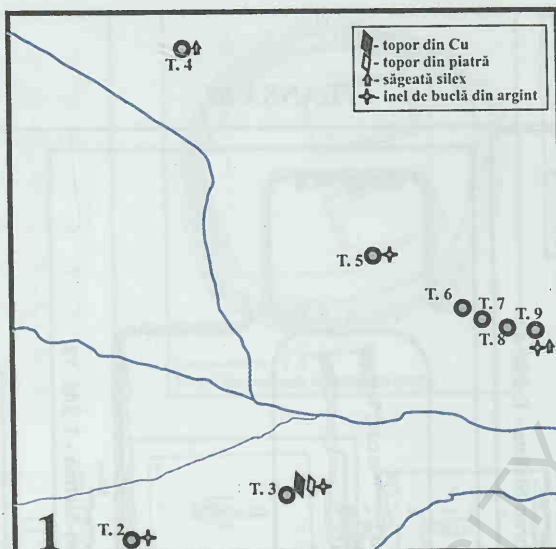 - topor din Cu
- topor din piatră
- săgeată silex
- inel de buclă din argint
T. 4
T. 5
T. 6
T. 7
T. 8
T. 9
T. 3
T. 2
1